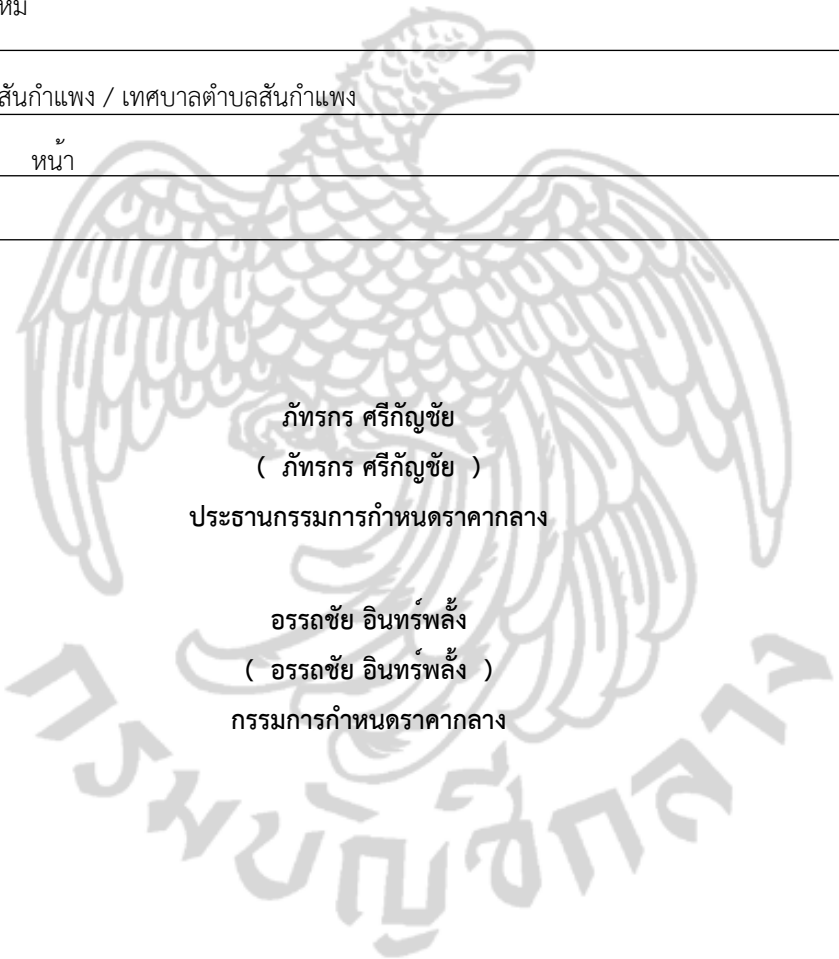 สันกำแพง / เทศบาลตำบลสันกำแพง
หน้า
ภัทรกร ศรีกัญชัย
( ภัทรกร ศรีกัญชัย )
ประธานกรรมการกำหนดราคากลาง
อรรถชัย อินทร์พลั้ง
( อรรถชัย อินทร์พลั้ง )
กรรมการกำหนดราคากลาง
กรมบัญชีกลาง